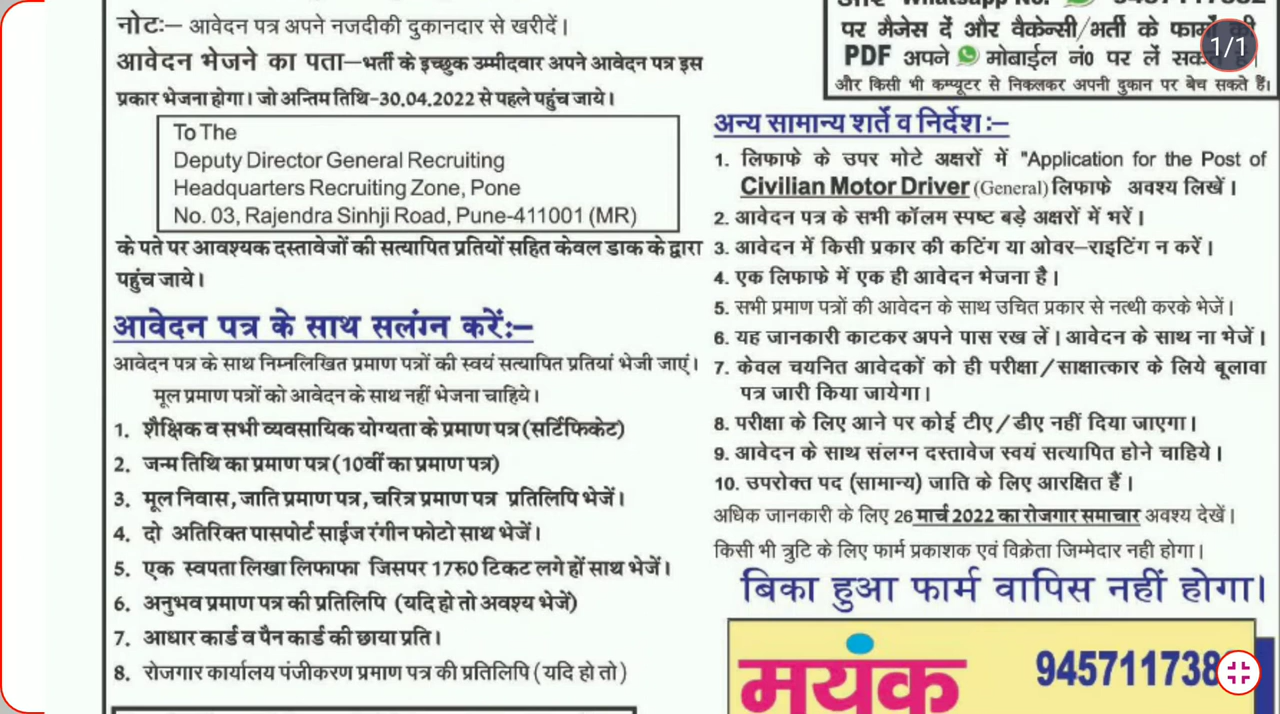 नोटः– आवेदन पत्र अपने नजदीकी दुकानदार से खरीदें।
आवेदन भेजने का पता–भर्ती के इच्छुक उम्मीदवार अपने आवेदन पत्र इस
प्रकार भेजना होगा। जो अन्तिम तिथि-30.04.2022 से पहले पहुंच जाये।
To The
Deputy Director General Recruiting
Headquarters Recruiting Zone, Pone
No. 03, Rajendra Sinhji Road, Pune-411001 (MR)
के पते पर आवश्यक दस्तावेजों की सत्यापित प्रतियों सहित केवल डाक के द्वारा
पहुंच जाये।
आवेदन पत्र के साथ सलंग्न करेंः–
आवेदन पत्र के साथ निम्नलिखित प्रमाण पत्रों की स्वयं सत्यापित प्रतियां भेजी जाएं।
मूल प्रमाण पत्रों को आवेदन के साथ नहीं भेजना चाहिये।
1. शैक्षिक व सभी व्यवसायिक योग्यता के प्रमाण पत्र (सर्टिफिकेट)
2. जन्म तिथि का प्रमाण पत्र (10वीं का प्रमाण पत्र)
3. मूल निवास, जाति प्रमाण पत्र, चरित्र प्रमाण पत्र प्रतिलिपि भेजें।
4. दो अतिरिक्त पासपोर्ट साईज रंगीन फोटो साथ भेजें।
5. एक स्वपता लिखा लिफाफा जिसपर 17रु0 टिकट लगे हों साथ भेजें।
6. अनुभव प्रमाण पत्र की प्रतिलिपि (यदि हो तो अवश्य भेजें)
7. आधार कार्ड व पैन कार्ड की छाया प्रति।
8. रोजगार कार्यालय पंजीकरण प्रमाण पत्र की प्रतिलिपि (यदि हो तो)
और Whatsapp No.
पर मैजेस दें और वैकेन्सी/भर्ती के फार्मों की
PDF अपने मोबाईल नं0 पर लें
1/1
और किसी भी कम्प्यूटर से निकलकर अपनी दुकान पर बेच सकते हैं।
अन्य सामान्य शर्ते व निर्देश :–
1. लिफाफे के उपर मोटे अक्षरों में "Application for the Post of
Civilian Motor Driver (General) लिफाफे अवश्य लिखें।
2. आवेदन पत्र के सभी कॉलम स्पष्ट बड़े अक्षरों में भरें।
3. आवेदन में किसी प्रकार की कटिंग या ओवर–राइटिंग न करें।
4. एक लिफाफे में एक ही आवेदन भेजना है।
5. सभी प्रमाण पत्रों की आवेदन के साथ उचित प्रकार से नत्थी करके भेजें।
6. यह जानकारी काटकर अपने पास रख लें। आवेदन के साथ ना भेजें।
7. केवल चयनित आवेदकों को ही परीक्षा/साक्षात्कार के लिये बूलावा
पत्र जारी किया जायेगा।
8. परीक्षा के लिए आने पर कोई टीए/डीए नहीं दिया जाएगा।
9. आवेदन के साथ संलग्न दस्तावेज स्वयं सत्यापित होने चाहिये।
10. उपरोक्त पद (सामान्य) जाति के लिए आरक्षित हैं।
अधिक जानकारी के लिए 26 मार्च 2022 का रोजगार समाचार अवश्य देखें।
किसी भी त्रुटि के लिए फार्म प्रकाशक एवं विक्रेता जिम्मेदार नही होगा।
बिका हुआ फार्म वापिस नहीं होगा।
मयंक
945711738